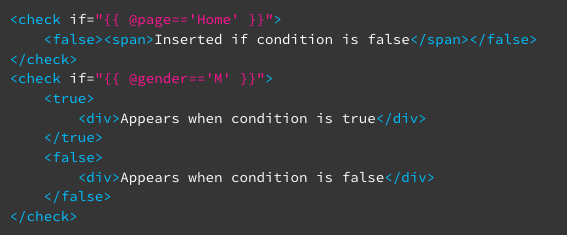 <check if="{{ @page=='Home' }}">
    <false><span>Inserted if condition is false</span></false>
</check>
<check if="{{ @gender=='M' }}">
    <true>
        <div>Appears when condition is true</div>
    </true>
    <false>
        <div>Appears when condition is false</div>
    </false>
</check>